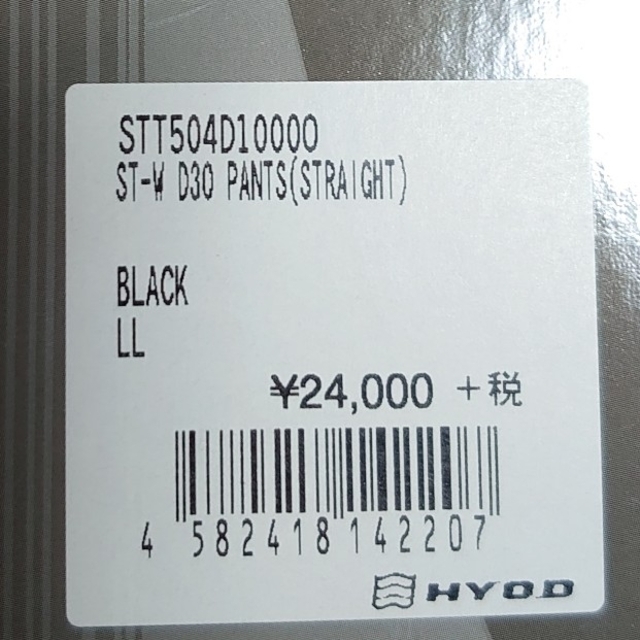 STT504D10000
ST-W D30 PANTS(STRAIGHT)
BLACK
LL
¥24,000 +税
4 582418 142207
HYOD